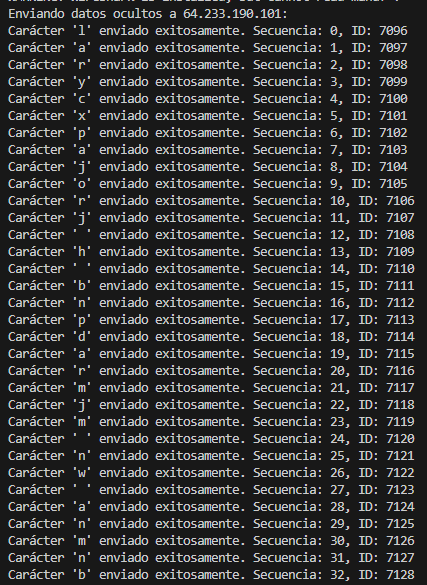 Enviando datos ocultos a 64.233.190.101:
Carácter 'l' enviado exitosamente. Secuencia: 0, ID: 7096
Carácter 'a' enviado exitosamente. Secuencia: 1, ID: 7097
Carácter 'r' enviado exitosamente. Secuencia: 2, ID: 7098
Carácter 'y' enviado exitosamente. Secuencia: 3, ID: 7099
Carácter 'c' enviado exitosamente. Secuencia: 4, ID: 7100
Carácter 'x' enviado exitosamente. Secuencia: 5, ID: 7101
Carácter 'p' enviado exitosamente. Secuencia: 6, ID: 7102
Carácter 'a' enviado exitosamente. Secuencia: 7, ID: 7103
Carácter 'j' enviado exitosamente. Secuencia: 8, ID: 7104
Carácter 'o' enviado exitosamente. Secuencia: 9, ID: 7105
Carácter 'r' enviado exitosamente. Secuencia: 10, ID: 7106
Carácter 'j' enviado exitosamente. Secuencia: 11, ID: 7107
Carácter ' ' enviado exitosamente. Secuencia: 12, ID: 7108
Carácter 'h' enviado exitosamente. Secuencia: 13, ID: 7109
Carácter ' ' enviado exitosamente. Secuencia: 14, ID: 7110
Carácter 'b' enviado exitosamente. Secuencia: 15, ID: 7111
Carácter 'n' enviado exitosamente. Secuencia: 16, ID: 7112
Carácter 'p' enviado exitosamente. Secuencia: 17, ID: 7113
Carácter 'd' enviado exitosamente. Secuencia: 18, ID: 7114
Carácter 'a' enviado exitosamente. Secuencia: 19, ID: 7115
Carácter 'r' enviado exitosamente. Secuencia: 20, ID: 7116
Carácter 'm' enviado exitosamente. Secuencia: 21, ID: 7117
Carácter 'j' enviado exitosamente. Secuencia: 22, ID: 7118
Carácter 'm' enviado exitosamente. Secuencia: 23, ID: 7119
Carácter ' ' enviado exitosamente. Secuencia: 24, ID: 7120
Carácter 'n' enviado exitosamente. Secuencia: 25, ID: 7121
Carácter 'w' enviado exitosamente. Secuencia: 26, ID: 7122
Carácter ' ' enviado exitosamente. Secuencia: 27, ID: 7123
Carácter 'a' enviado exitosamente. Secuencia: 28, ID: 7124
Carácter 'n' enviado exitosamente. Secuencia: 29, ID: 7125
Carácter 'm' enviado exitosamente. Secuencia: 30, ID: 7126
Carácter 'n' enviado exitosamente. Secuencia: 31, ID: 7127
Carácter 'b' enviado exitosamente. Secuencia: 32, ID: 7128